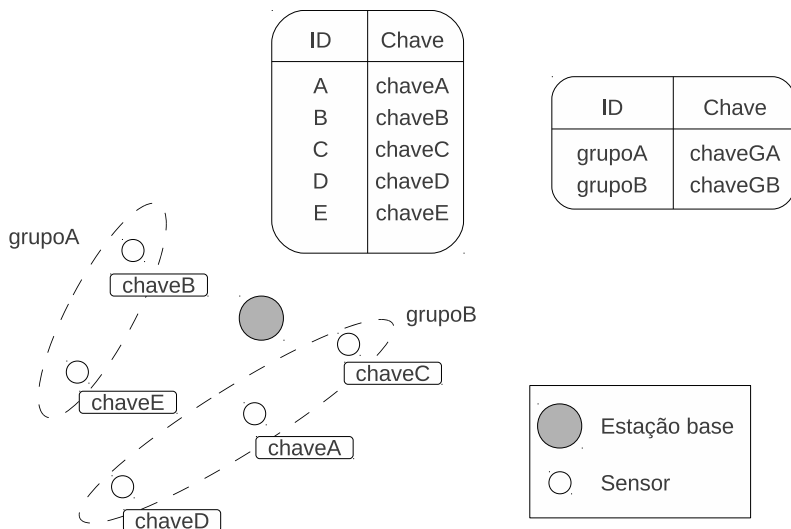 ID Chave
A chaveA
B chaveB
C chaveC
D chaveD
E chaveE
ID Chave
grupoA chaveGA
grupoB chaveGB
grupoA
chaveB
chaveE
grupoB
chaveC
chaveA
chaveD
Estação base
Sensor